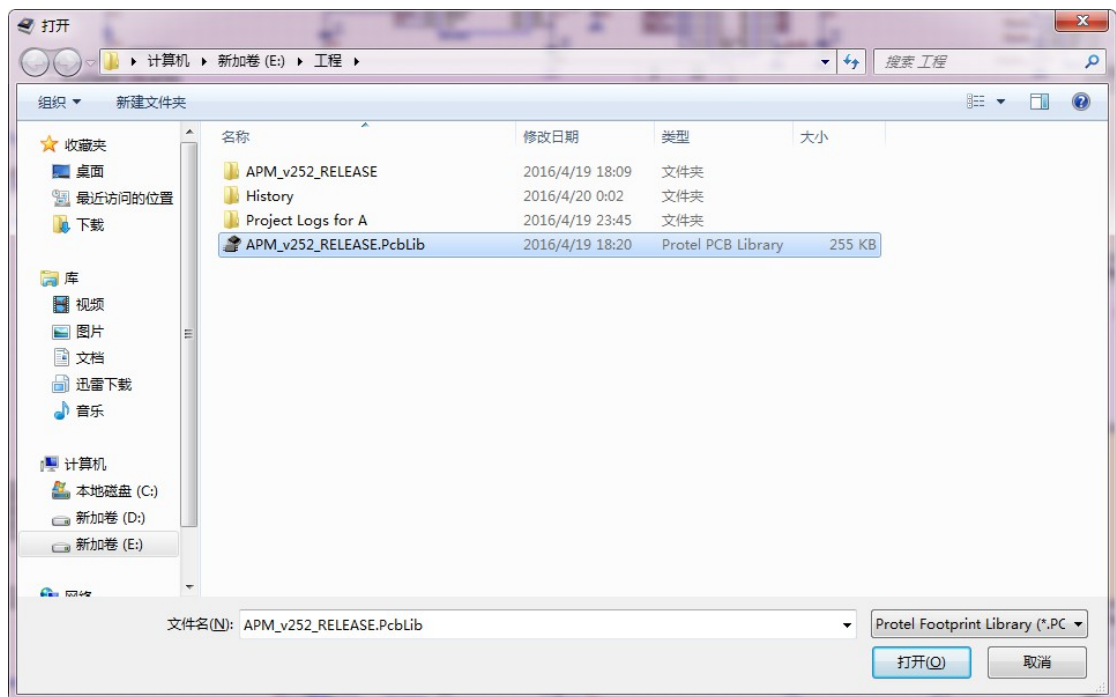 打开
计算机 新加卷 (E:) 工程
搜索 工程
组织 新建文件夹
收藏夹
桌面
最近访问的位置
下载
库
视频
图片
文档
迅雷下载
音乐
计算机
本地磁盘 (C:)
新加卷 (D:)
新加卷 (E:)
网络
名称 修改日期 类型 大小
APM_v252_RELEASE 2016/4/19 18:09 文件夹
History 2016/4/20 0:02 文件夹
Project Logs for A 2016/4/19 23:45 文件夹
APM_v252_RELEASE.PcbLib 2016/4/19 18:20 Protel PCB Library 255 KB
文件名(N): APM_v252_RELEASE.PcbLib
Protel Footprint Library (*.PC
打开(O) 取消